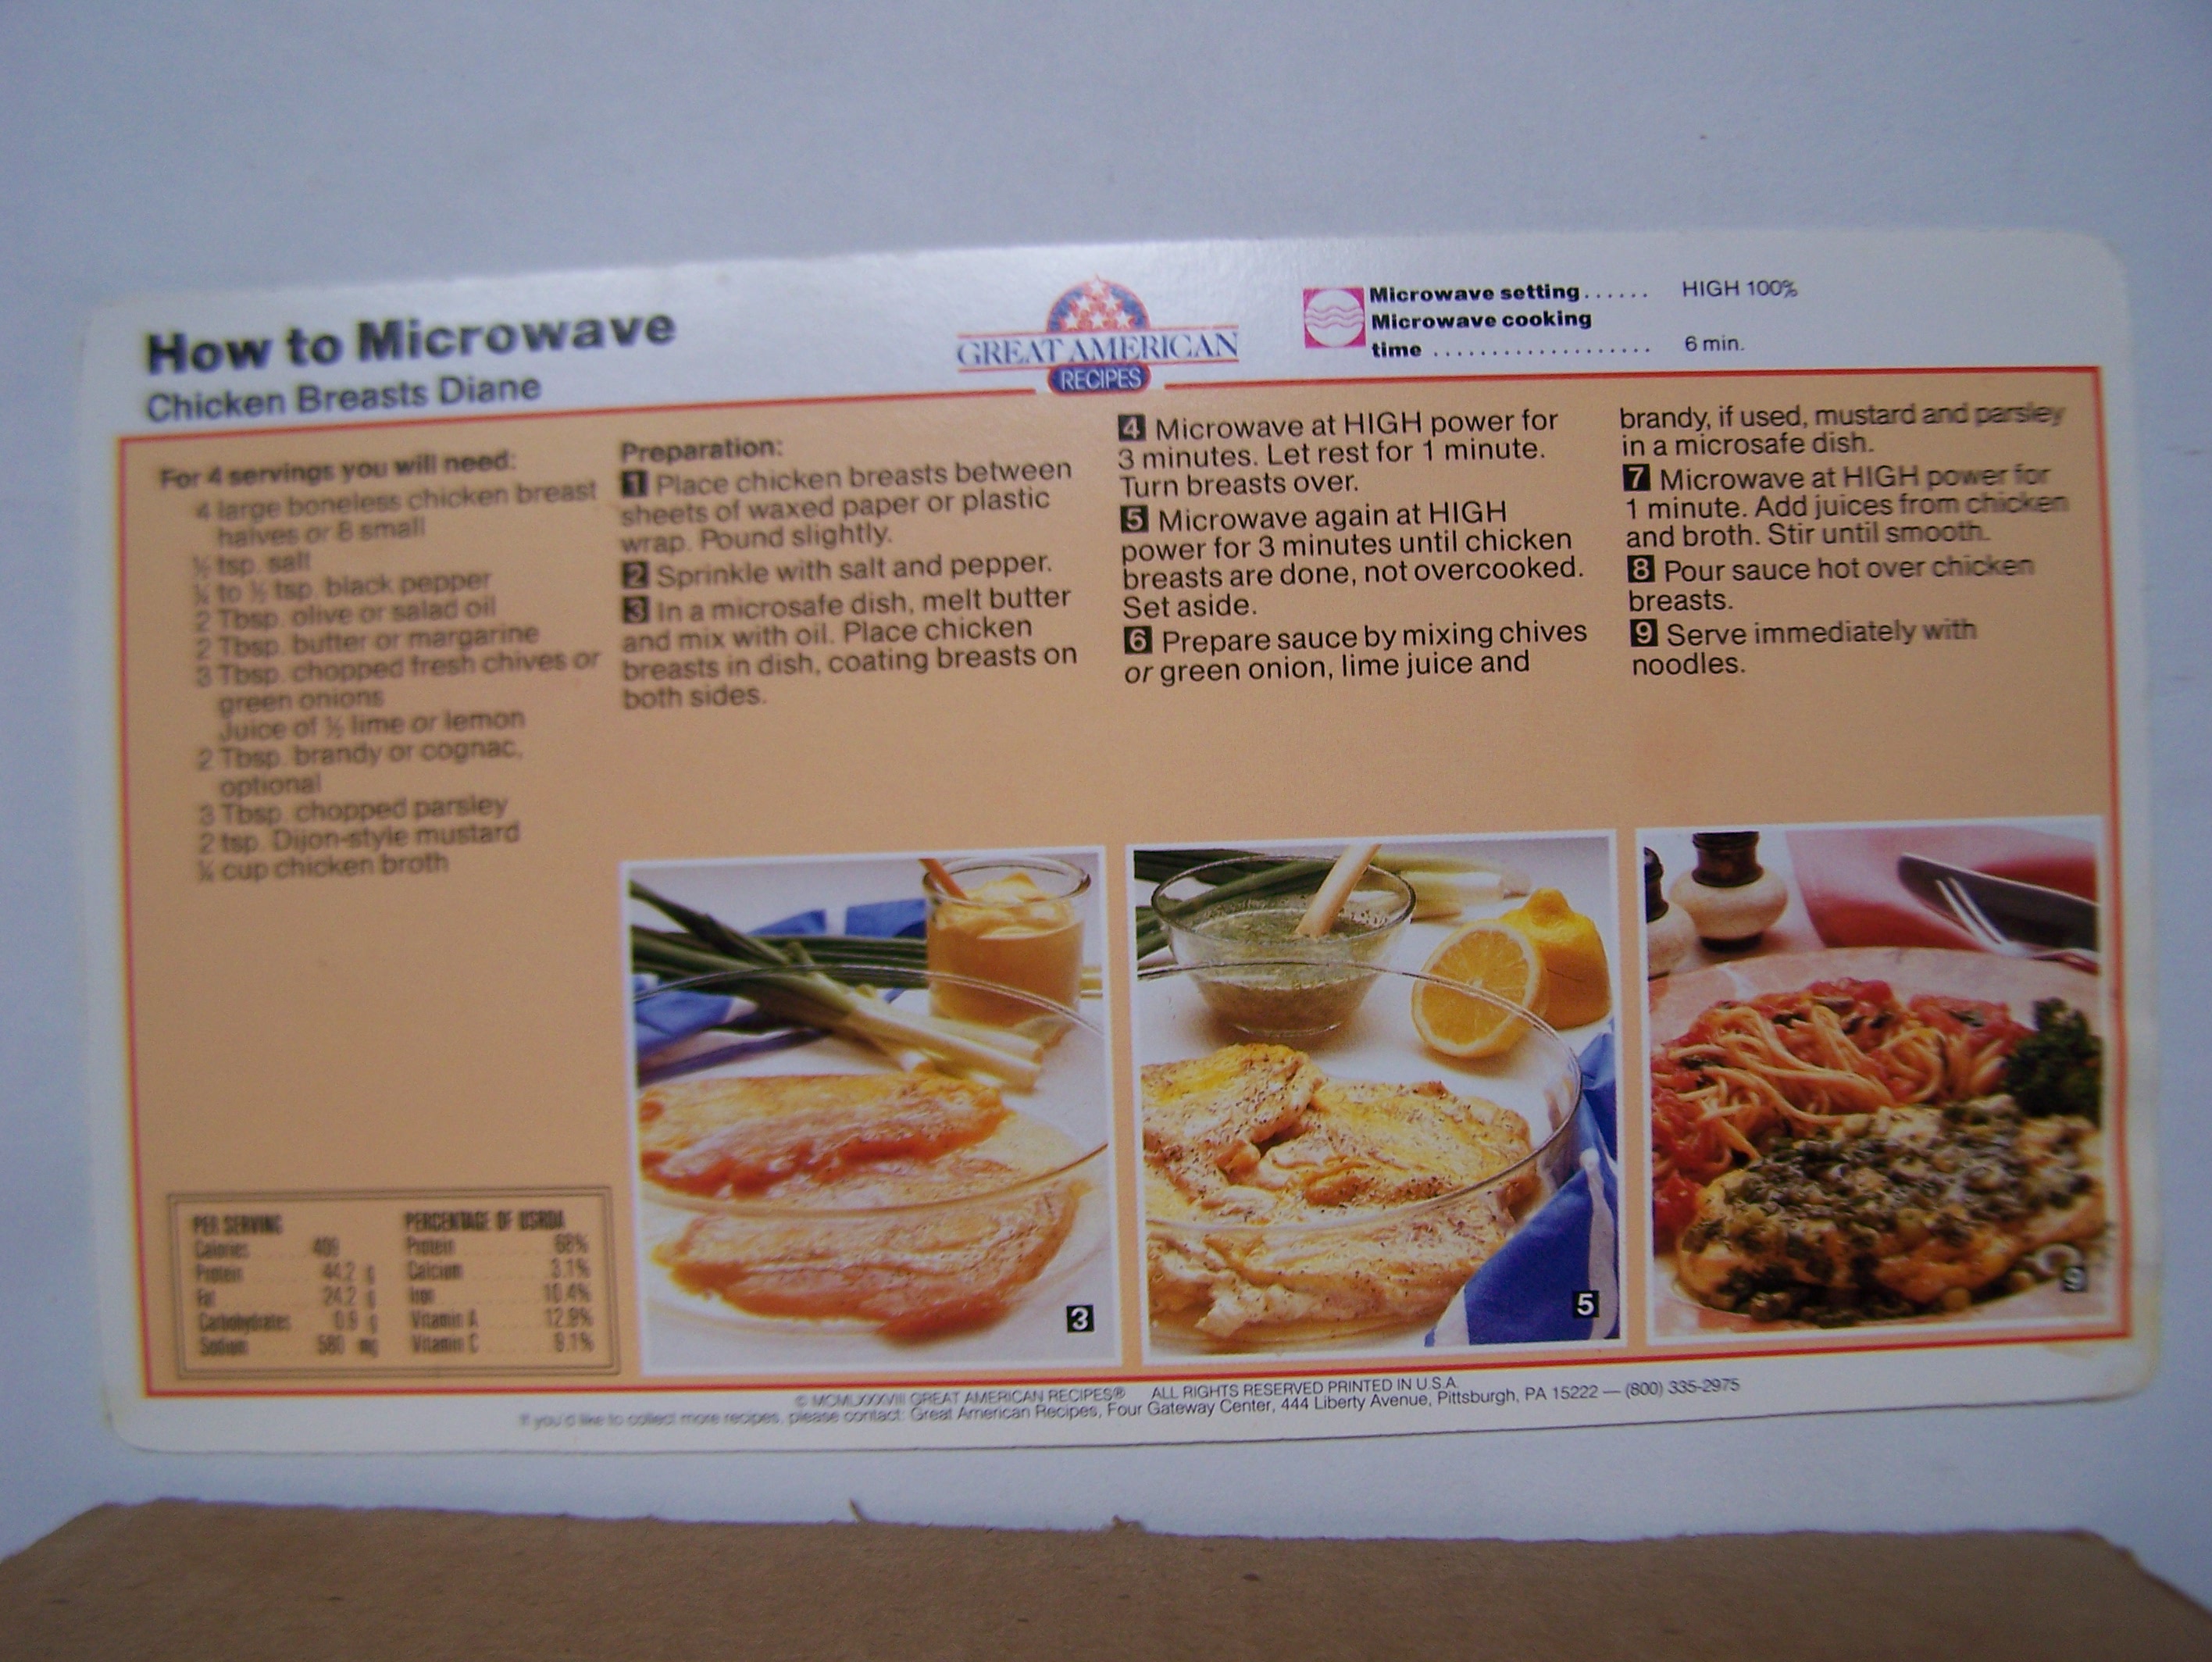 How to Microwave
Chicken Breasts Diane
GREAT AMERICAN
RECIPES
Microwave setting ...... HIGH 100%
Microwave cooking
time .................... 6 min.
For 4 servings you will need:
4 large boneless chicken breast
halves or 8 small
½ tsp. salt
¼ to ½ tsp. black pepper
2 Tbsp. olive or salad oil
2 Tbsp. butter or margarine
3 Tbsp. chopped fresh chives or
green onions
Juice of ½ lime or lemon
2 Tbsp. brandy or cognac,
optional
3 Tbsp. chopped parsley
2 tsp. Dijon-style mustard
¼ cup chicken broth
PER SERVING
Calories 409
Protein 44.2 g
Fat 24.2 g
Carbohydrates 0.9 g
Sodium 580 mg
PERCENTAGE OF USRDA
Protein 68%
Calcium 3.1%
Iron 10.4%
Vitamin A 12.9%
Vitamin C 9.1%
Preparation:
1 Place chicken breasts between
sheets of waxed paper or plastic
wrap. Pound slightly.
2 Sprinkle with salt and pepper.
3 In a microsafe dish, melt butter
and mix with oil. Place chicken
breasts in dish, coating breasts on
both sides.
4 Microwave at HIGH power for
3 minutes. Let rest for 1 minute.
Turn breasts over.
5 Microwave again at HIGH
power for 3 minutes until chicken
breasts are done, not overcooked.
Set aside.
6 Prepare sauce by mixing chives
or green onion, lime juice and
brandy, if used, mustard and parsley
in a microsafe dish.
7 Microwave at HIGH power for
1 minute. Add juices from chicken
and broth. Stir until smooth.
8 Pour sauce hot over chicken
breasts.
9 Serve immediately with
noodles.
3
5
9
© MCMLXXXVIII GREAT AMERICAN RECIPES® ALL RIGHTS RESERVED PRINTED IN U.S.A.
If you'd like to collect more recipes, please contact: Great American Recipes, Four Gateway Center, 444 Liberty Avenue, Pittsburgh, PA 15222 — (800) 335-2975